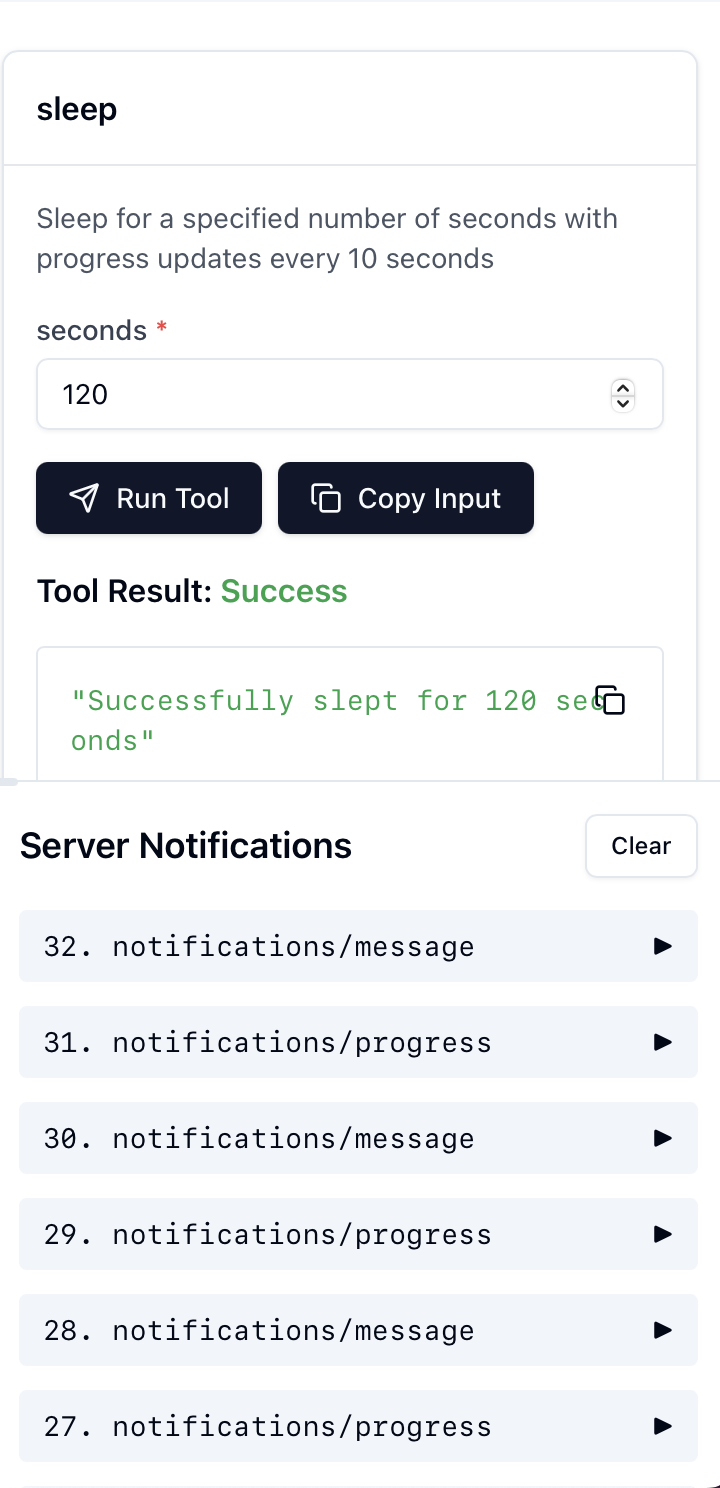 sleep
Sleep for a specified number of seconds with
progress updates every 10 seconds
seconds *
120
Run Tool
Copy Input
Tool Result: Success
"Successfully slept for 120 sec
onds"
Server Notifications
Clear
32. notifications/message
31. notifications/progress
30. notifications/message
29. notifications/progress
28. notifications/message
27. notifications/progress